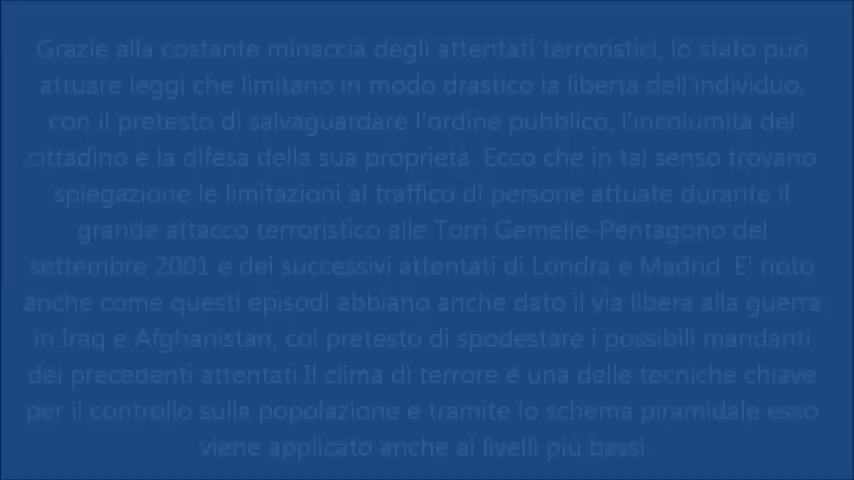 Grazie alla costante minaccia degli attentati terroristici, lo stato può
attuare leggi che limitano in modo drastico la libertà dell'individuo,
con il pretesto di salvaguardare l'ordine pubblico, l'incolumità del
cittadino e la difesa della sua proprietà. Ecco che in tal senso trovano
spiegazione le limitazioni al traffico di persone attuate durante il
grande attacco terroristico alle Torri Gemelle-Pentagono del
settembre 2001 e dei successivi attentati di Londra e Madrid. E' noto
anche come questi episodi abbiano anche dato il via libera alla guerra
in Iraq e Afghanistan, col pretesto di spodestare i possibili mandanti
dei precedenti attentati.Il clima di terrore è una delle tecniche chiave
per il controllo sulla popolazione e tramite lo schema piramidale esso
viene applicato anche ai livelli più bassi.